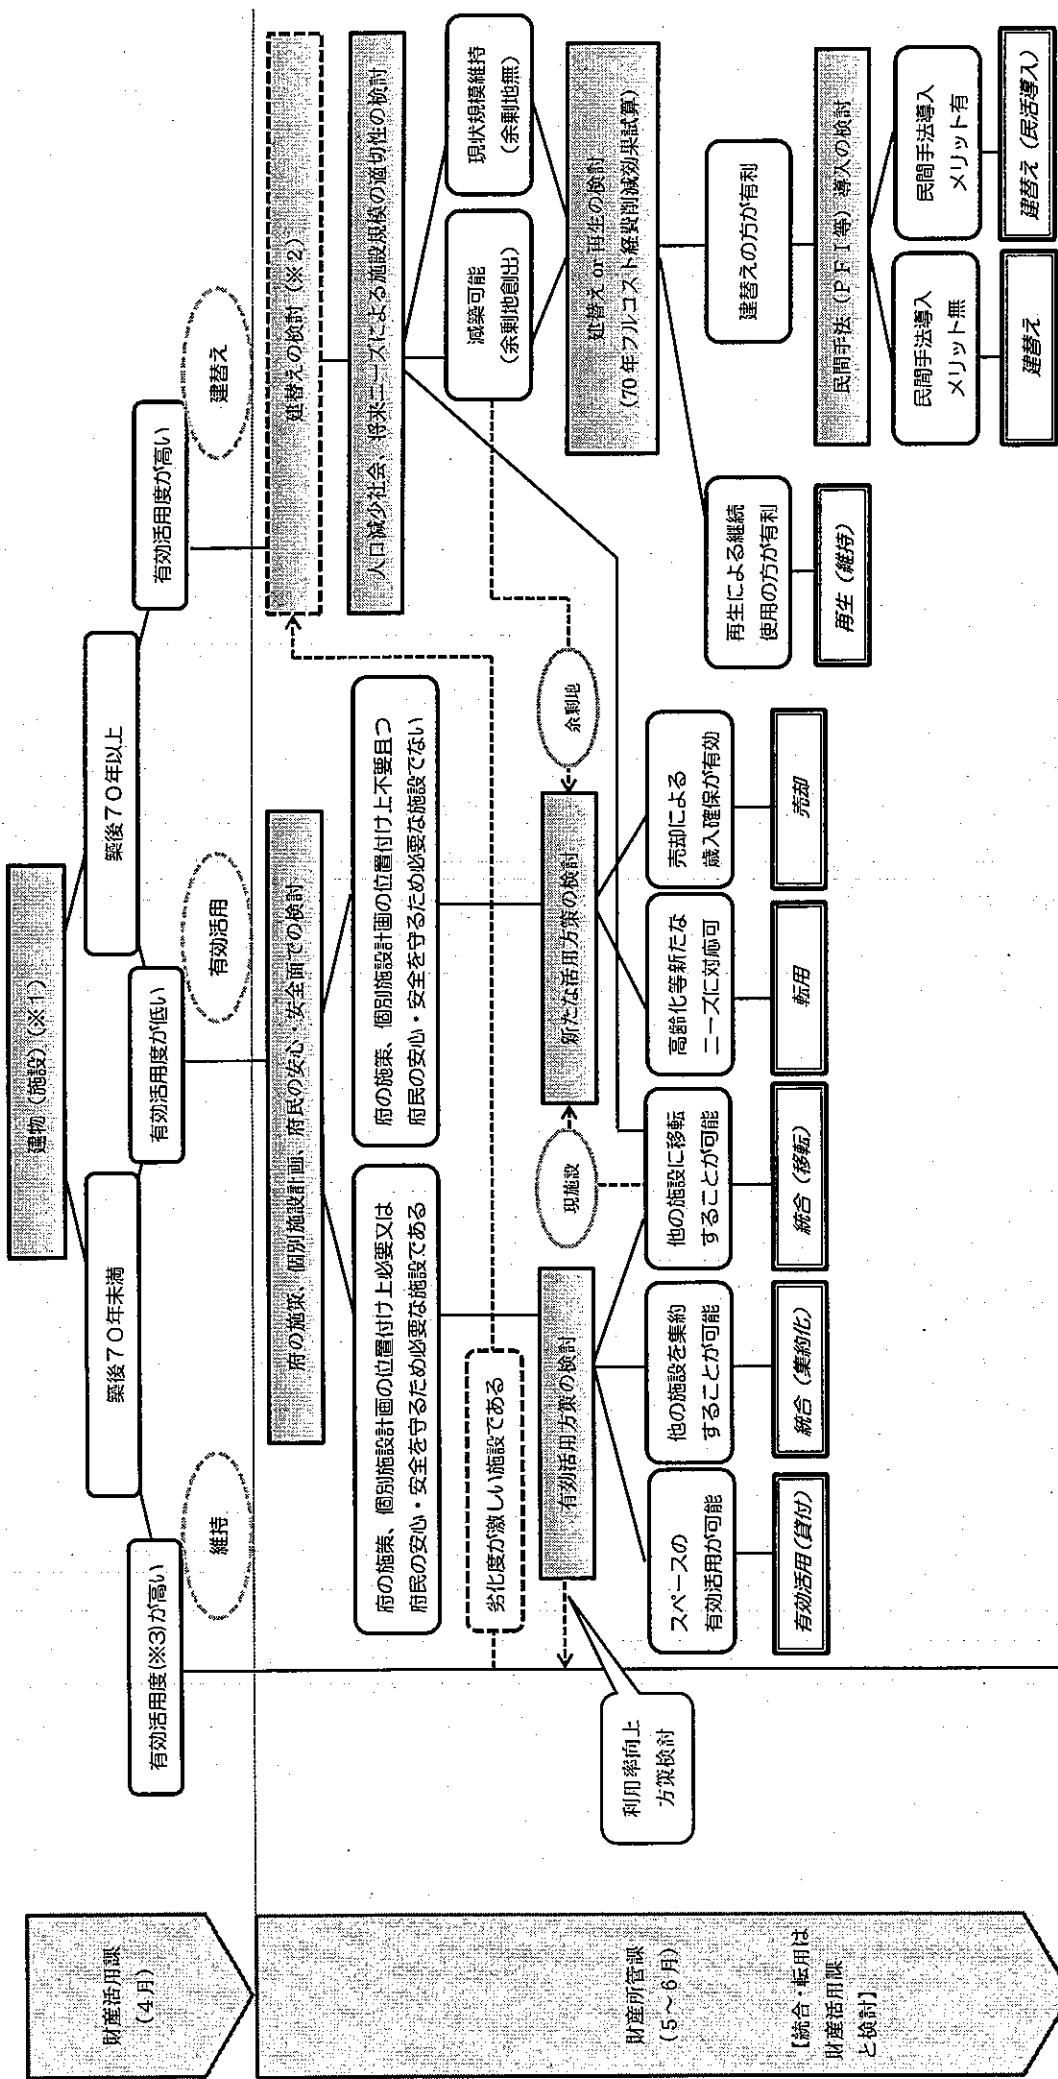 財産活用課
(4月)
財産所管課
(5~6月)
【統合・転用は
財産活用課
と検討】
建物(施設)(※1)
築後70年未満
築後70年以上
有効活用度(※3)が高い
有効活用度が低い
有効活用度が高い
維持
有効活用
建替え
府の施策、個別施設計画、府民の安心・安全面での検討
建替えの検討(※2)
府の施策、個別施設計画の位置付け上必要又は
府民の安心・安全を守るため必要な施設である
府の施策、個別施設計画の位置付け上不要且つ
府民の安心・安全を守るため必要な施設でない
人口減少社会、将来ニーズによる施設規模の適切性の検討
劣化度が激しい施設である
減築可能
(余剰地創出)
現状規模維持
(余剰地無)
有効活用方策の検討
現施設
新たな活用方策の検討
余剰地
建替え or 再生の検討
(70年フルコスト経費削減効果試算)
利用率向上
方策検討
スペースの
有効活用が可能
他の施設を集約
することが可能
他の施設に移転
することが可能
高齢化等新たな
ニーズに対応可
売却による
歳入確保が有効
再生による継続
使用の方が有利
建替えの方が有利
有効活用(貸付)
統合(集約化)
統合(移転)
転用
売却
再生(維持)
民間手法(PFI等)導入の検討
民間手法導入
メリット無
民間手法導入
メリット有
建替え
建替え(民活導入)